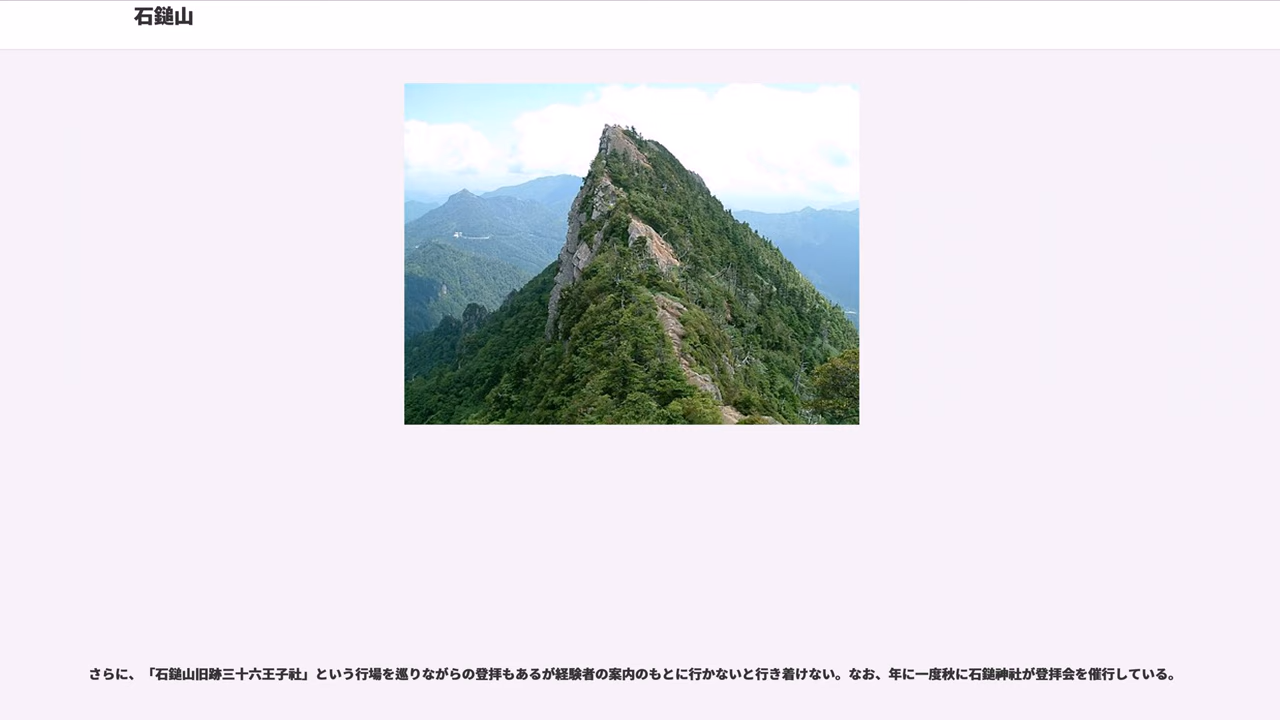 石鎚山
さらに、「石鎚山旧跡三十六王子社」という行場を巡りながらの登拝もあるが経験者の案内のもとに行かないと行き着けない。なお、年に一度秋に石鎚神社が登拝会を催行している。